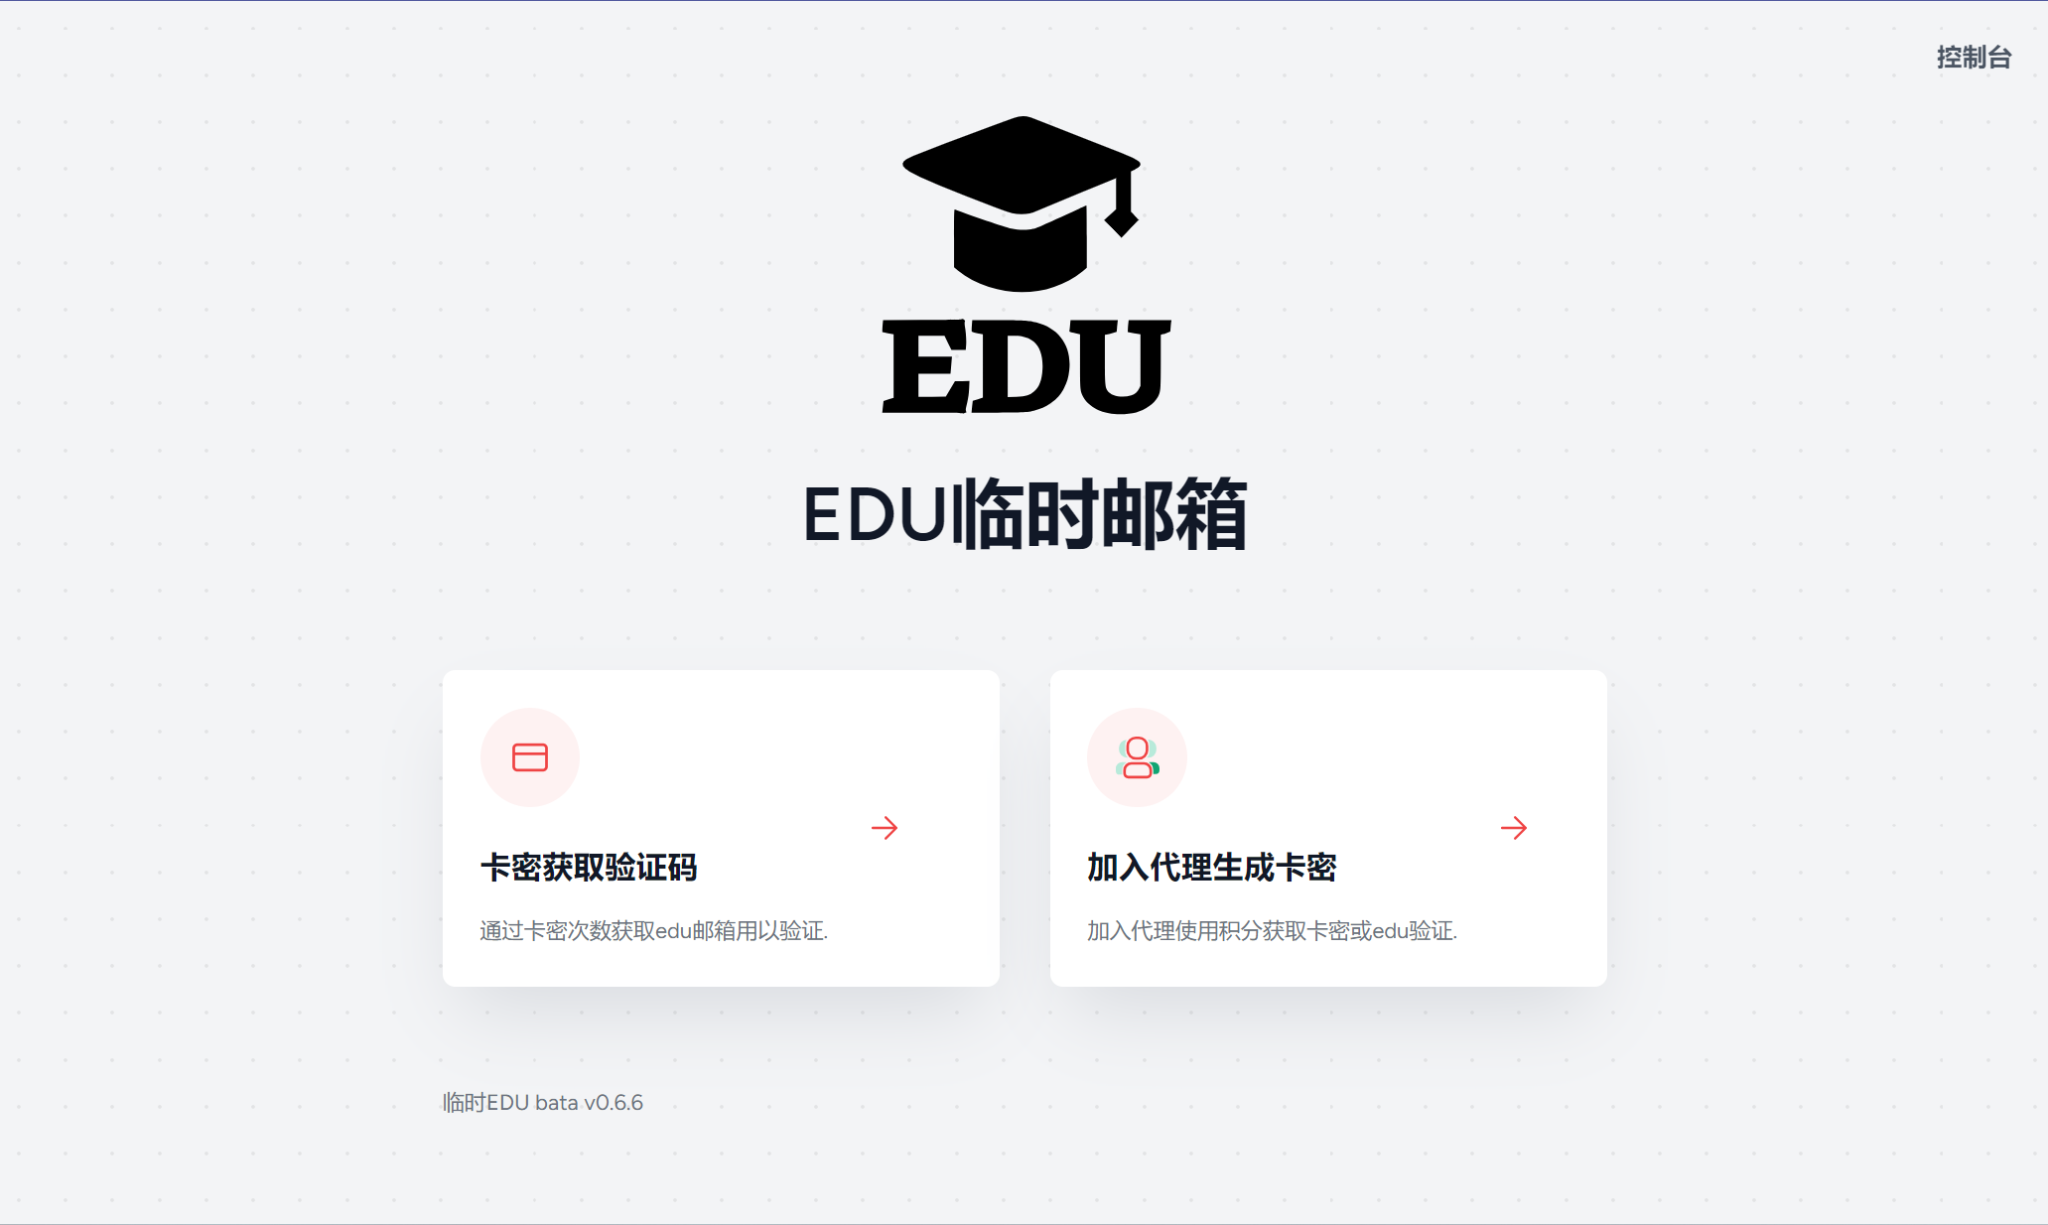 控制台
EDU
EDU临时邮箱
卡密获取验证码
通过卡密次数获取edu邮箱用以验证.
加入代理生成卡密
加入代理使用积分获取卡密或edu验证.
临时EDU bata v0.6.6